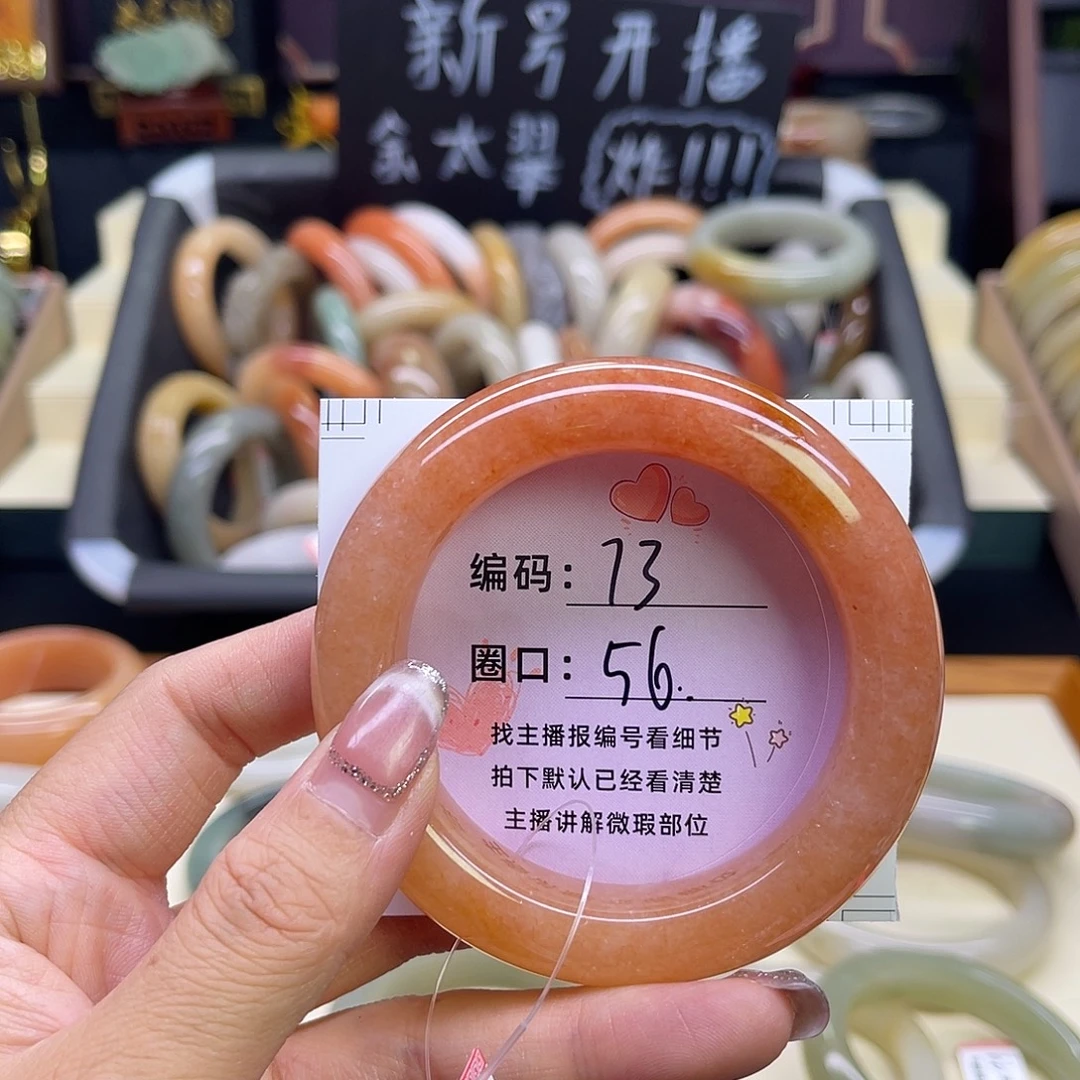 新号开播
太翠 炸!!!
编码: 73
圈口: 56.
找主播报编号看细节
拍下默认已经看清楚
主播讲解微瑕部位